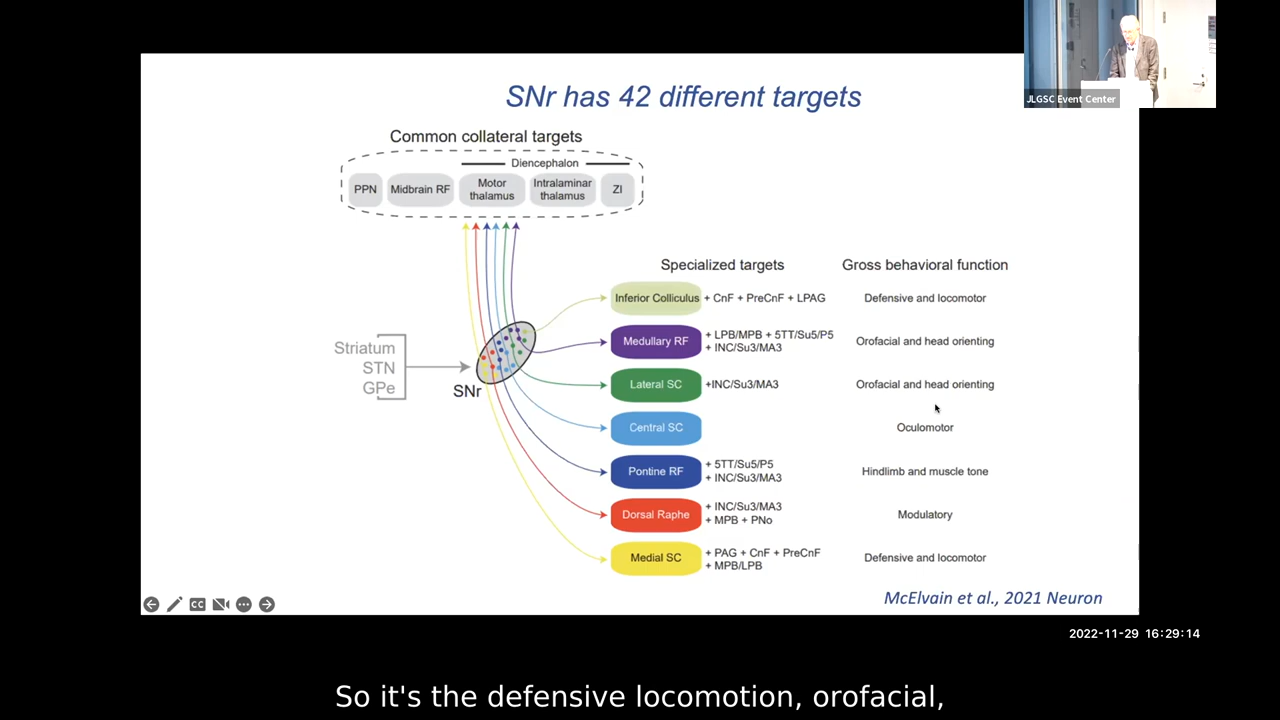 JLGSC Event Center
SNr has 42 different targets
Common collateral targets
Diencephalon
PPN
Midbrain RF
Motor
thalamus
Intralaminar
thalamus
ZI
Specialized targets
Gross behavioral function
Inferior Colliculus + CnF + PreCnF + LPAG
Defensive and locomotor
Medullary RF
+ LPB/MPB + 5TT/Su5/P5
+ INC/Su3/MA3
Orofacial and head orienting
Striatum
STN
GPe
SNr
Lateral SC
+INC/Su3/MA3
Orofacial and head orienting
Central SC
Oculomotor
Pontine RF
+ 5TT/Su5/P5
+ INC/Su3/MA3
Hindlimb and muscle tone
Dorsal Raphe
+ INC/Su3/MA3
+ MPB + PNo
Modulatory
Medial SC
+ PAG + CnF + PreCnF
+ MPB/LPB
Defensive and locomotor
CC
McElvain et al., 2021 Neuron
2022-11-29 16:29:14
So it's the defensive locomotion, orofacial,